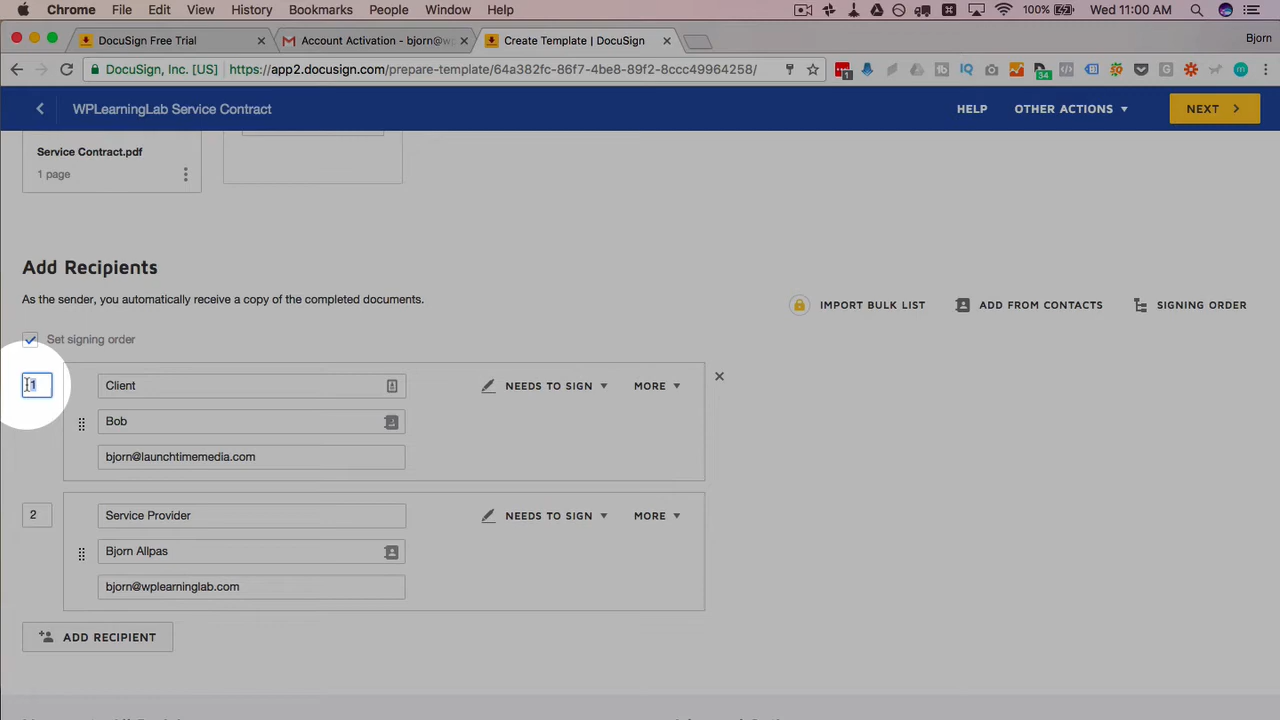 Chrome File Edit View History Bookmarks People Window Help 100% Wed 11:00 AM
DocuSign Free Trial Account Activation - bjorn@w Create Template | DocuSign Bjorn
DocuSign, Inc. [US] https://app2.docusign.com/prepare-template/64a382fc-86f7-4be8-89f2-8ccc49964258/ 1 34
WPLearningLab Service Contract HELP OTHER ACTIONS NEXT
Service Contract.pdf
1 page
Add Recipients
As the sender, you automatically receive a copy of the completed documents.
IMPORT BULK LIST ADD FROM CONTACTS SIGNING ORDER
Set signing order
1 Client NEEDS TO SIGN MORE
Bob
bjorn@launchtimemedia.com
2 Service Provider NEEDS TO SIGN MORE
Bjorn Allpas
bjorn@wplearninglab.com
ADD RECIPIENT